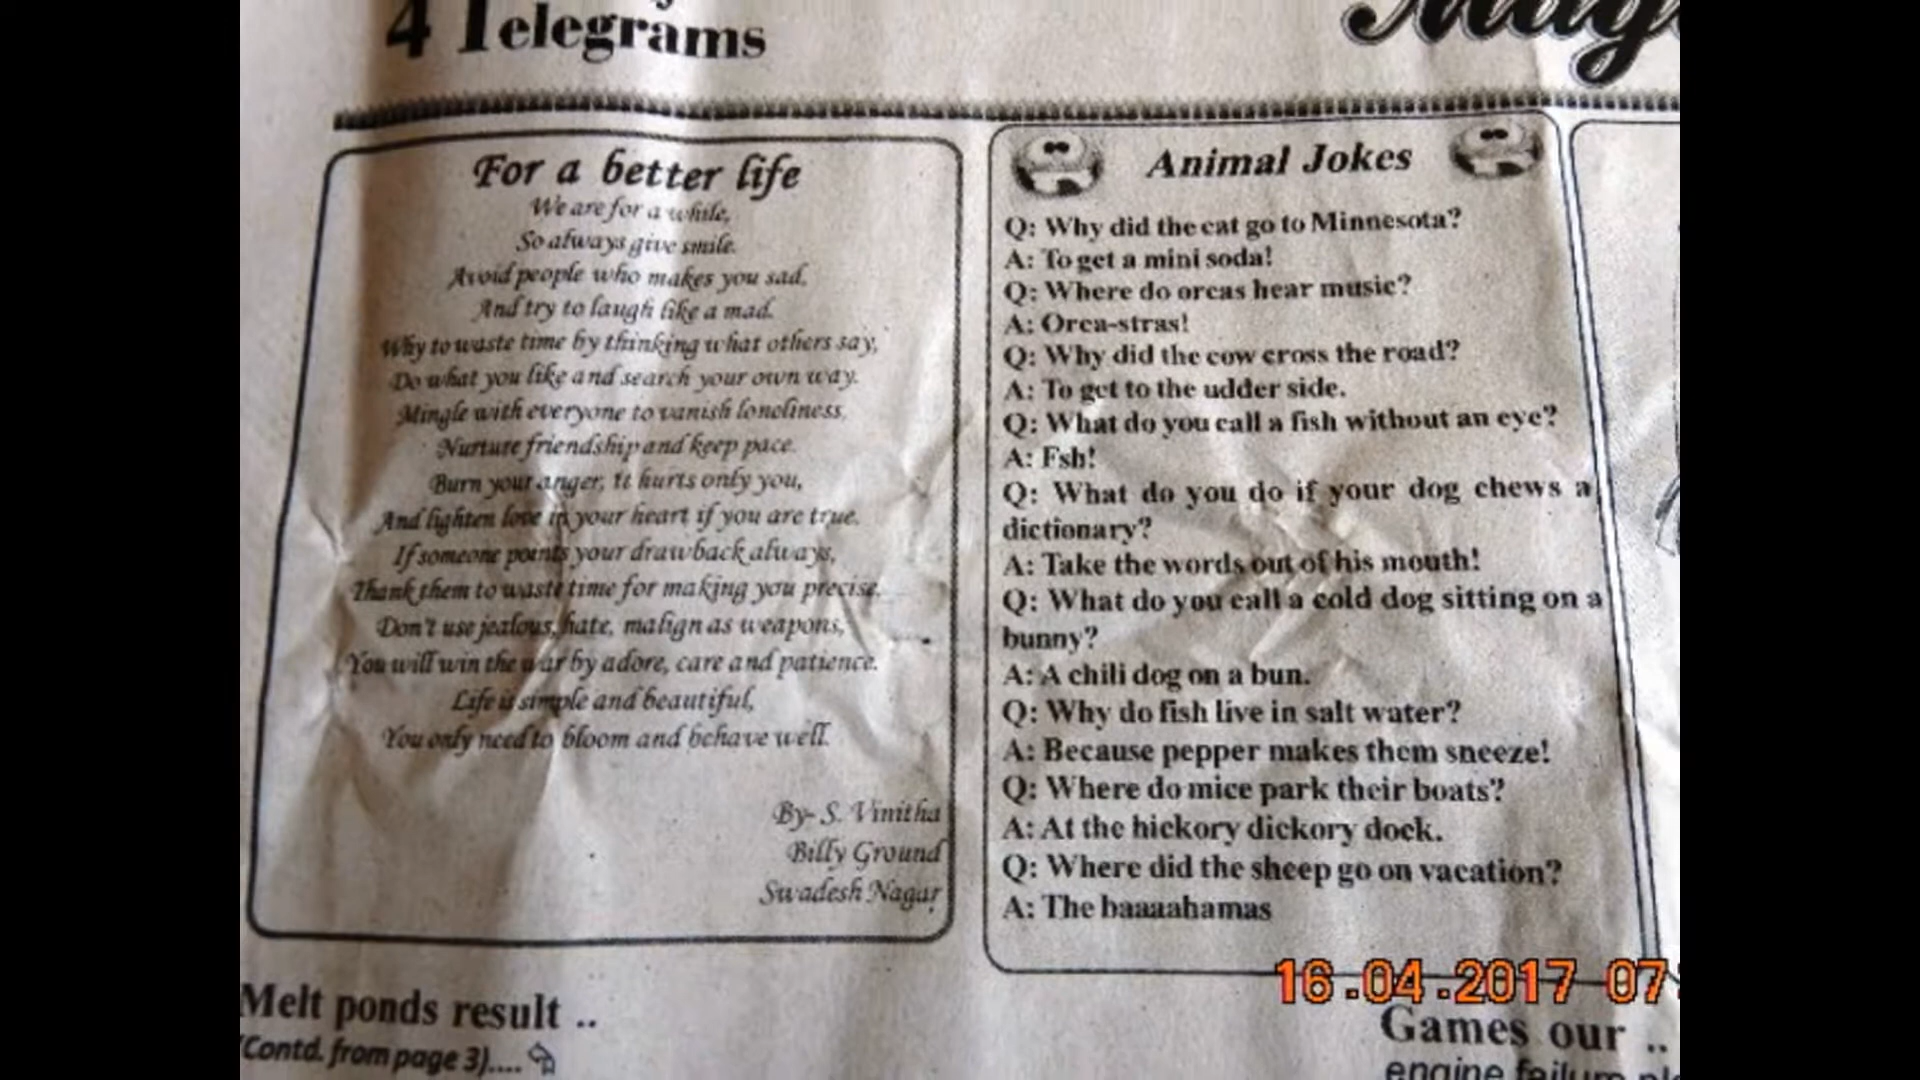 4 Telegrams
For a better life
We are for a while,
So always give smile.
Avoid people who makes you sad,
And try to laugh like a mad.
Why to waste time by thinking what others say,
Do what you like and search your own way.
Mingle with everyone to vanish loneliness,
Nurture friendship and keep pace.
Burn your anger, it hurts only you,
And lighten love in your heart if you are true.
If someone points your drawback always,
Thank them to waste time for making you precise.
Don't use jealous, hate, malign as weapons,
You will win the war by adore, care and patience.
Life is simple and beautiful,
You only need to bloom and behave well.
By- S. Vinitha
Billy Ground
Swadesh Nagar
Animal Jokes
Q: Why did the cat go to Minnesota?
A: To get a mini soda!
Q: Where do orcas hear music?
A: Orca-stras!
Q: Why did the cow cross the road?
A: To get to the udder side.
Q: What do you call a fish without an eye?
A: Fsh!
Q: What do you do if your dog chews a
dictionary?
A: Take the words out of his mouth!
Q: What do you call a cold dog sitting on a
bunny?
A: A chili dog on a bun.
Q: Why do fish live in salt water?
A: Because pepper makes them sneeze!
Q: Where do mice park their boats?
A: At the hickory dickory dock.
Q: Where did the sheep go on vacation?
A: The baaaahamas
16.04.2017 07
Melt ponds result ..
(Contd. from page 3)....
Games our ..
engine